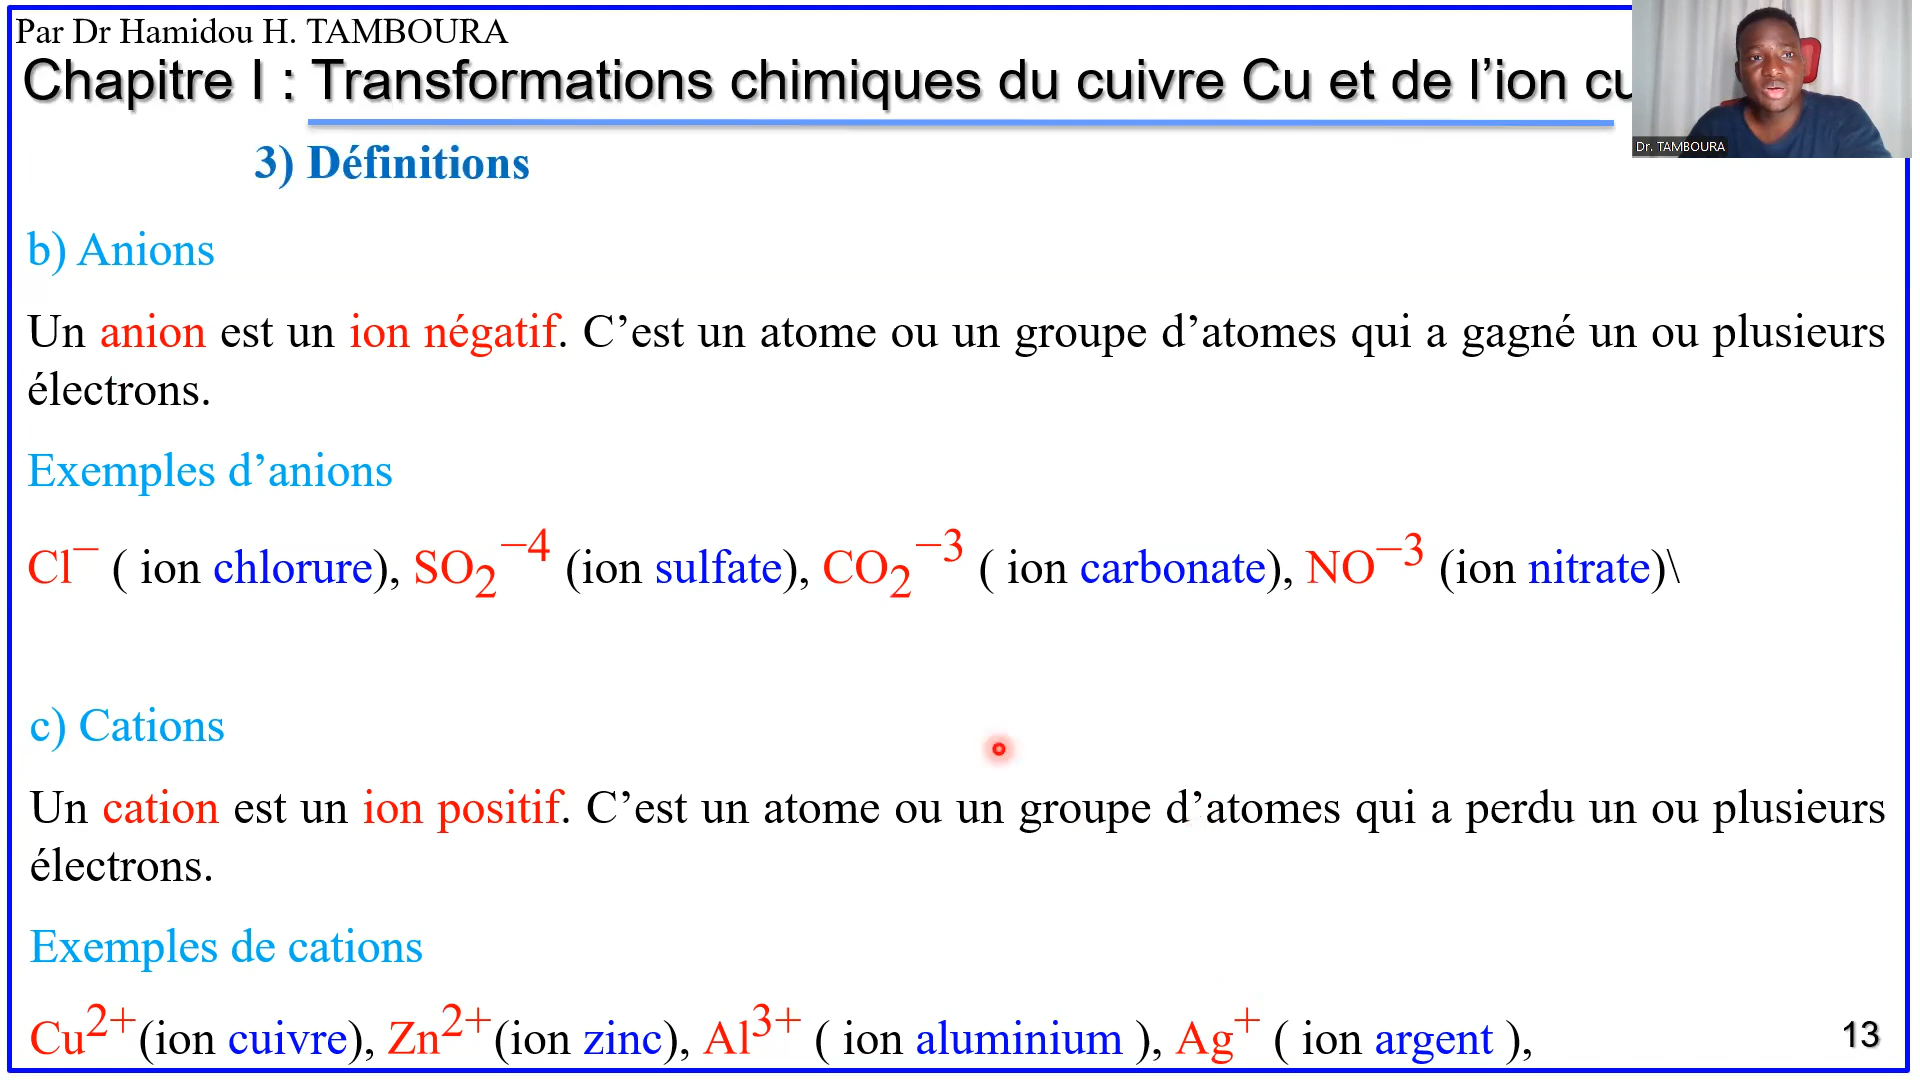 Par Dr Hamidou H. TAMBOURA
Chapitre I : Transformations chimiques du cuivre Cu et de l’ion cu
Dr. TAMBOURA
3) Définitions
b) Anions
Un anion est un ion négatif. C’est un atome ou un groupe d’atomes qui a gagné un ou plusieurs
électrons.
Exemples d’anions
Cl⁻ ( ion chlorure), SO₂⁻⁴ (ion sulfate), CO₂⁻³ ( ion carbonate), NO⁻³ (ion nitrate)\
c) Cations
Un cation est un ion positif. C’est un atome ou un groupe d’atomes qui a perdu un ou plusieurs
électrons.
Exemples de cations
Cu²⁺(ion cuivre), Zn²⁺(ion zinc), Al³⁺ ( ion aluminium ), Ag⁺ ( ion argent ),
13